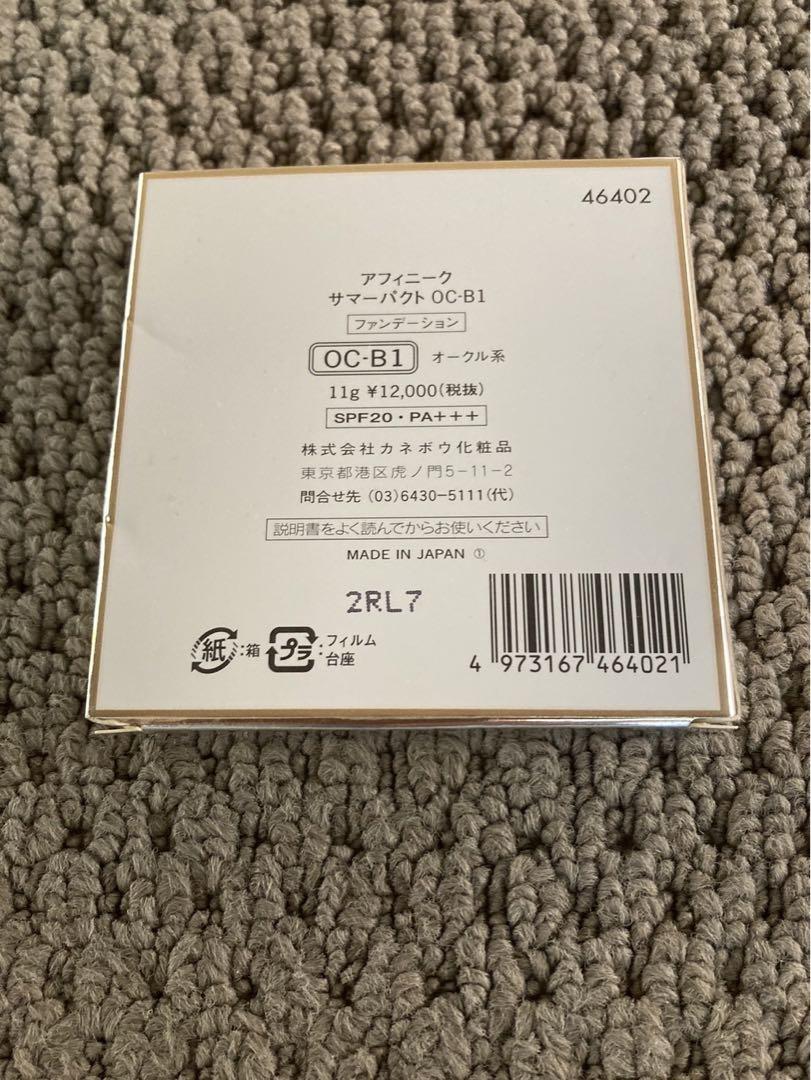 46402
アフィニーク
サマーパクト OC-B1
ファンデーション
OC-B1 オークル系
11g ¥12,000(税抜)
SPF20・PA+++
株式会社カネボウ化粧品
東京都港区虎ノ門5-11-2
問合せ先 (03)6430-5111(代)
説明書をよく読んでからお使いください
MADE IN JAPAN ①
2RL7
紙:箱 プラ:フィルム
台座
4 973167 464021